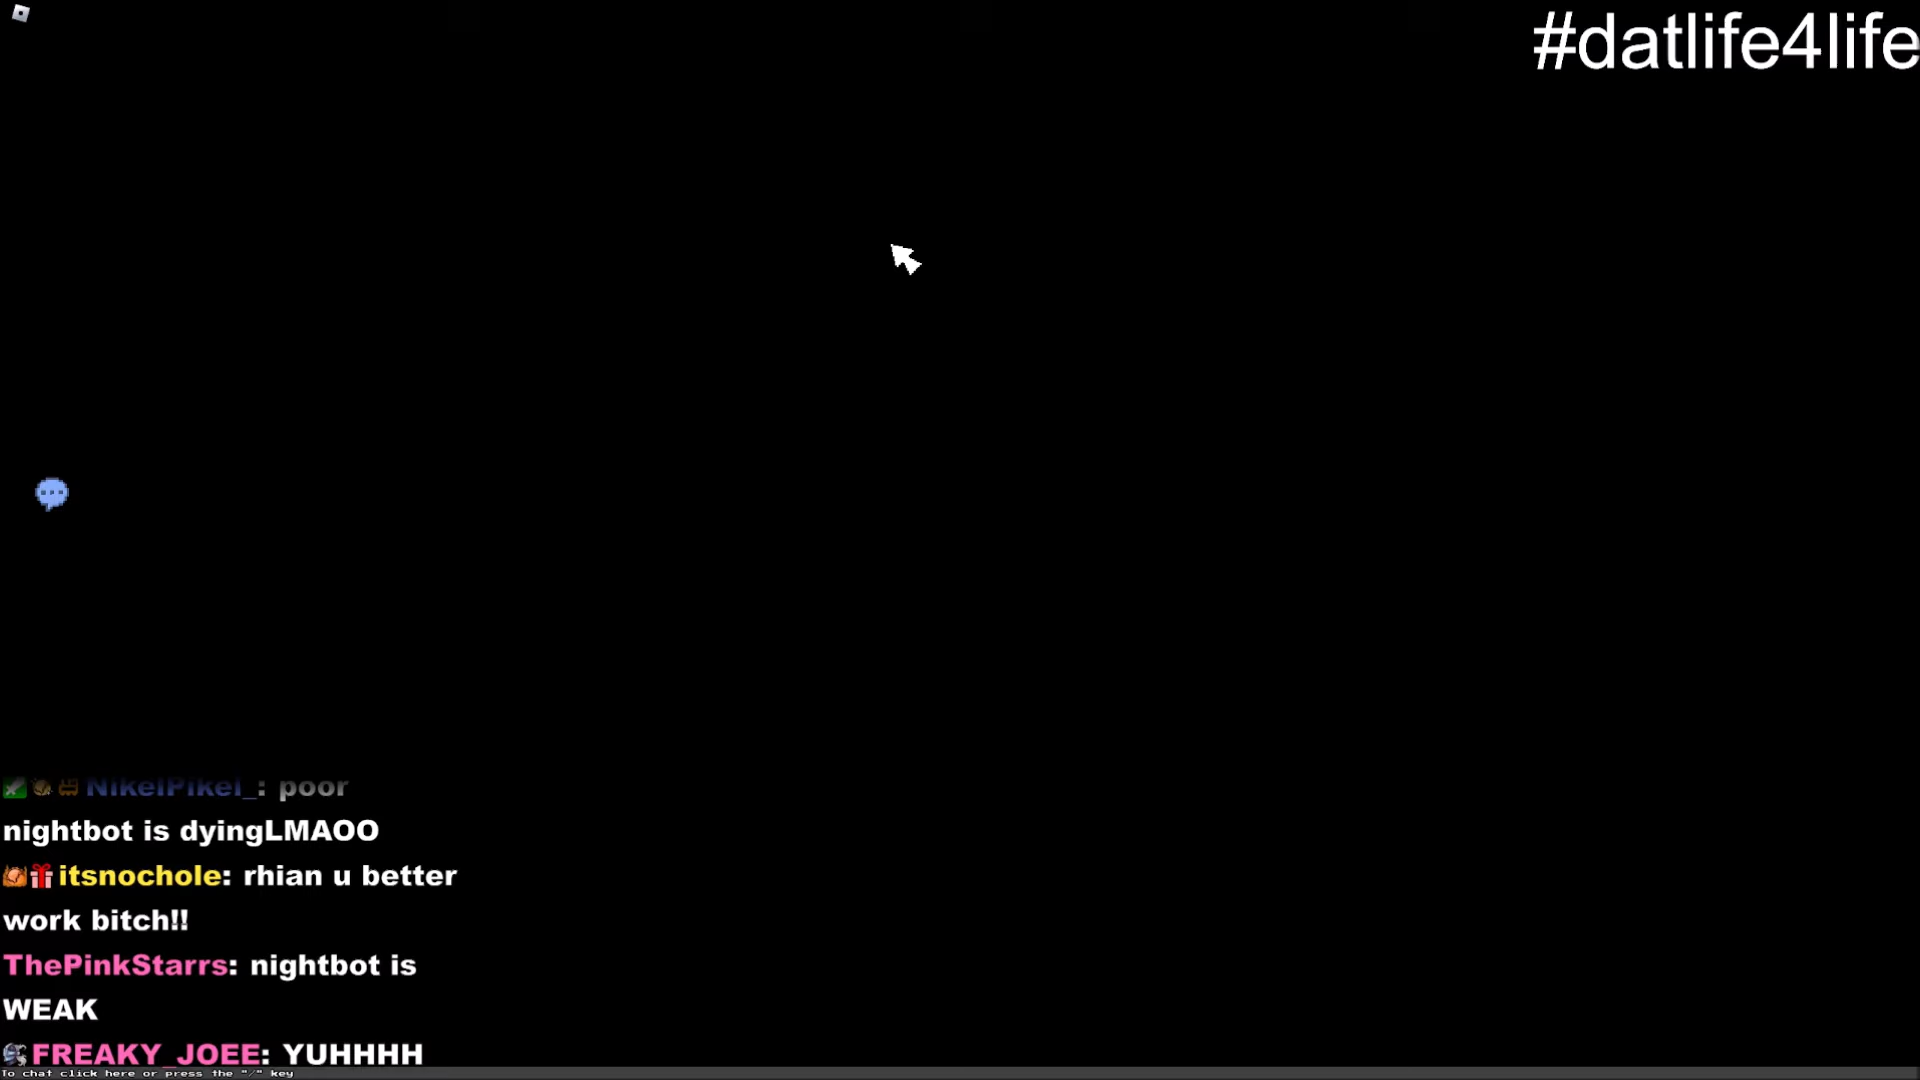 #datlife4life
NikelPikel_: poor
nightbot is dyingLMAOO
itsnochole: rhian u better
work bitch!!
ThePinkStarrs: nightbot is
WEAK
FREAKY_JOEE: YUHHHH
To chat click here or press the "/" key